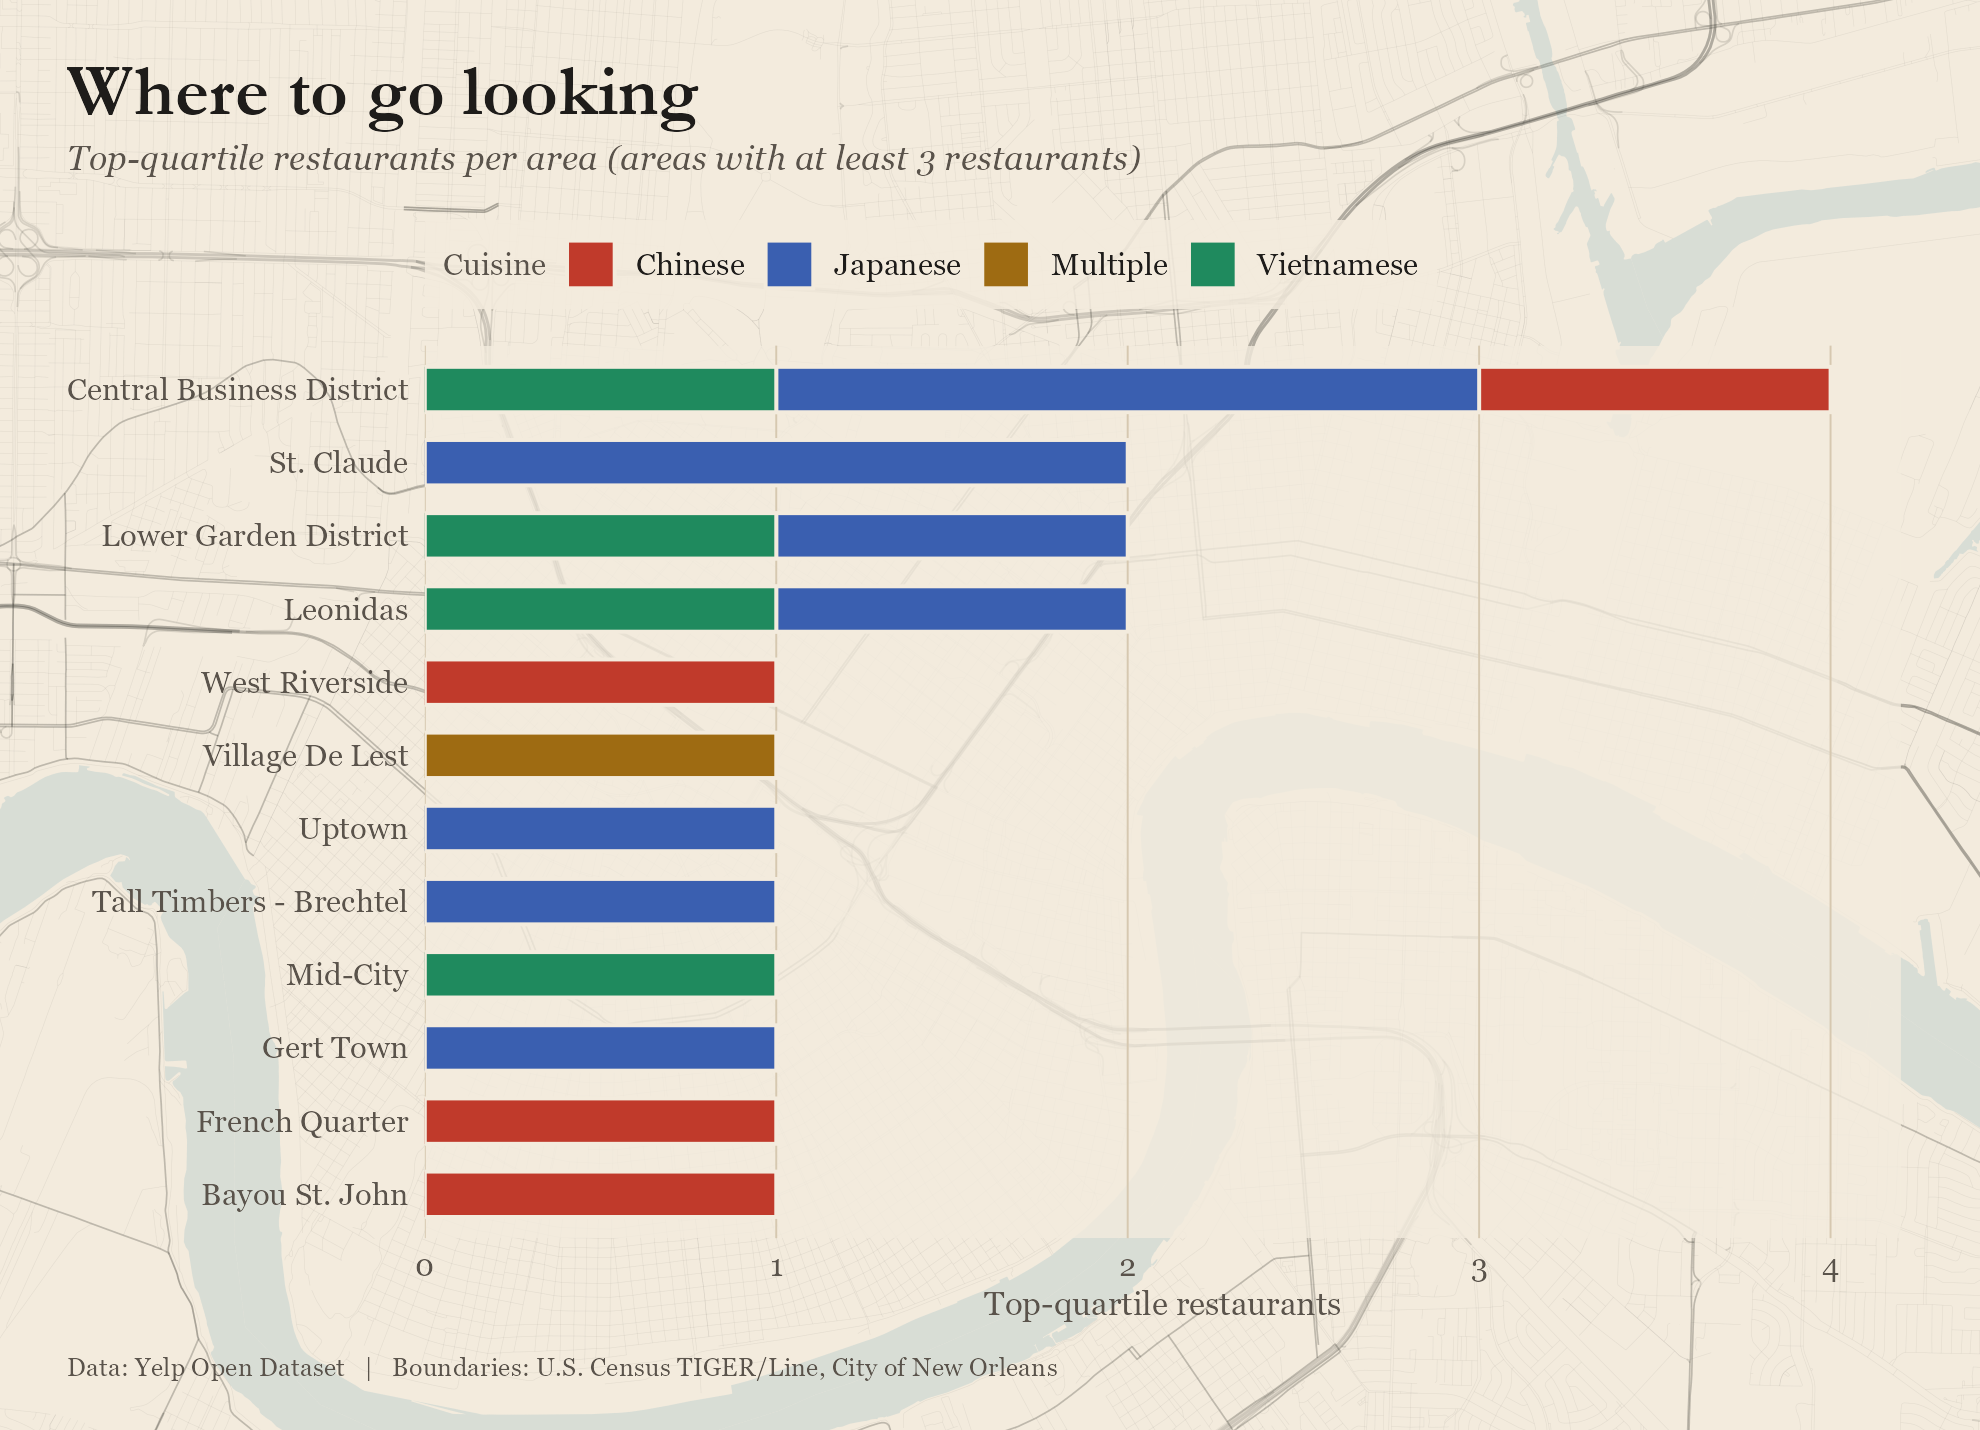 Where to go looking
Top-quartile restaurants per area (areas with at least 3 restaurants)
Cuisine Chinese Japanese Multiple Vietnamese
Central Business District
St. Claude
Lower Garden District
Leonidas
West Riverside
Village De Lest
Uptown
Tall Timbers - Brechtel
Mid-City
Gert Town
French Quarter
Bayou St. John
0 1 2 3 4
Top-quartile restaurants
Data: Yelp Open Dataset | Boundaries: U.S. Census TIGER/Line, City of New Orleans